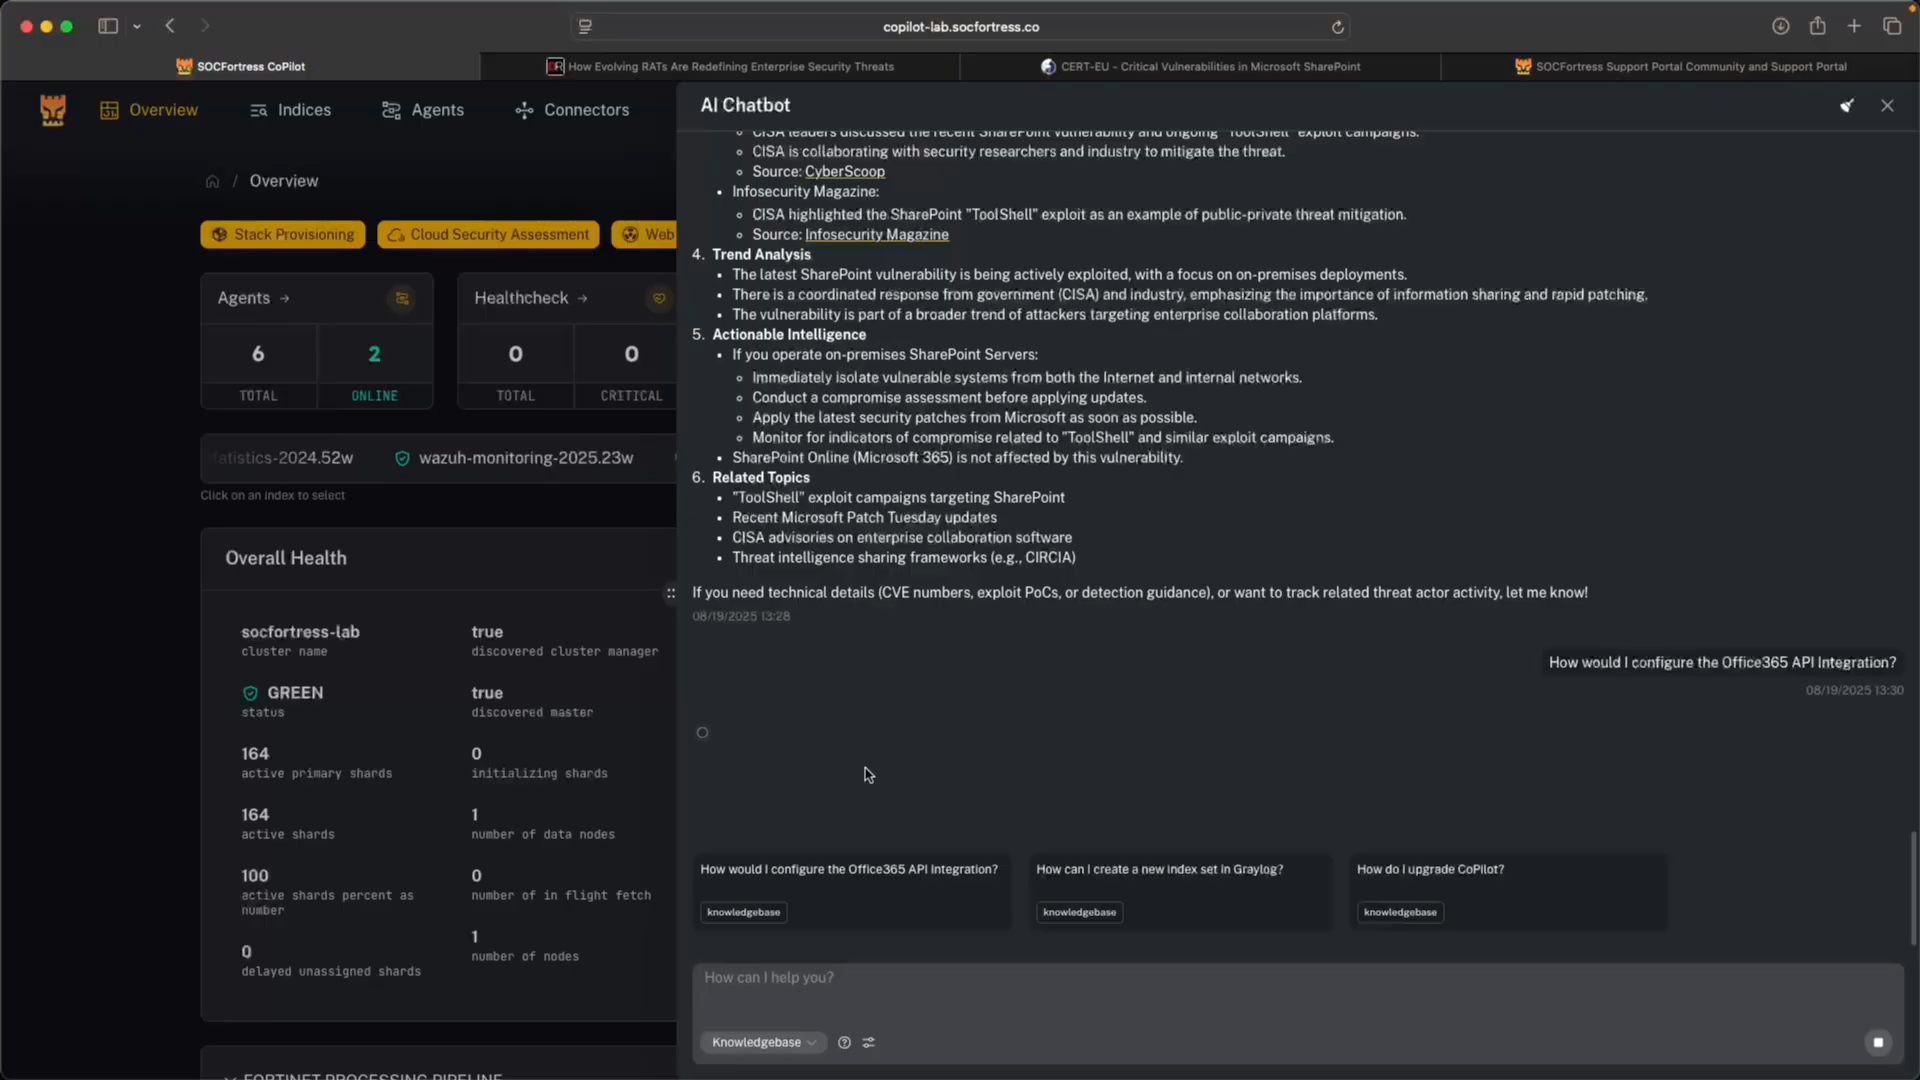 copilot-lab.socfortress.co
SOCFortress CoPilot
How Evolving RATs Are Redefining Enterprise Security Threats
CERT-EU - Critical Vulnerabilities in Microsoft SharePoint
SOCFortress Support Portal Community and Support Portal
Overview
Indices
Agents
Connectors
/ Overview
Stack Provisioning
Cloud Security Assessment
Web
Agents →
6
TOTAL
2
ONLINE
Healthcheck →
0
TOTAL
0
CRITICAL
tatistics-2024.52w
wazuh-monitoring-2025.23w
Click on an index to select
Overall Health
socfortress-lab
cluster name
true
discovered cluster manager
GREEN
status
true
discovered master
164
active primary shards
0
initializing shards
164
active shards
1
number of data nodes
100
active shards percent as
number
0
number of in flight fetch
0
delayed unassigned shards
1
number of nodes
FORTINET PROCESSING PIPELINE
AI Chatbot
CISA leaders discussed the recent SharePoint vulnerability and ongoing "ToolShell" exploit campaigns.
CISA is collaborating with security researchers and industry to mitigate the threat.
Source: CyberScoop
Infosecurity Magazine:
CISA highlighted the SharePoint "ToolShell" exploit as an example of public-private threat mitigation.
Source: Infosecurity Magazine
4. Trend Analysis
The latest SharePoint vulnerability is being actively exploited, with a focus on on-premises deployments.
There is a coordinated response from government (CISA) and industry, emphasizing the importance of information sharing and rapid patching.
The vulnerability is part of a broader trend of attackers targeting enterprise collaboration platforms.
5. Actionable Intelligence
If you operate on-premises SharePoint Servers:
Immediately isolate vulnerable systems from both the Internet and internal networks.
Conduct a compromise assessment before applying updates.
Apply the latest security patches from Microsoft as soon as possible.
Monitor for indicators of compromise related to "ToolShell" and similar exploit campaigns.
SharePoint Online (Microsoft 365) is not affected by this vulnerability.
6. Related Topics
"ToolShell" exploit campaigns targeting SharePoint
Recent Microsoft Patch Tuesday updates
CISA advisories on enterprise collaboration software
Threat intelligence sharing frameworks (e.g., CIRCIA)
If you need technical details (CVE numbers, exploit PoCs, or detection guidance), or want to track related threat actor activity, let me know!
08/19/2025 13:28
How would I configure the Office365 API Integration?
08/19/2025 13:30
How would I configure the Office365 API Integration?
knowledgebase
How can I create a new index set in Graylog?
knowledgebase
How do I upgrade CoPilot?
knowledgebase
How can I help you?
Knowledgebase